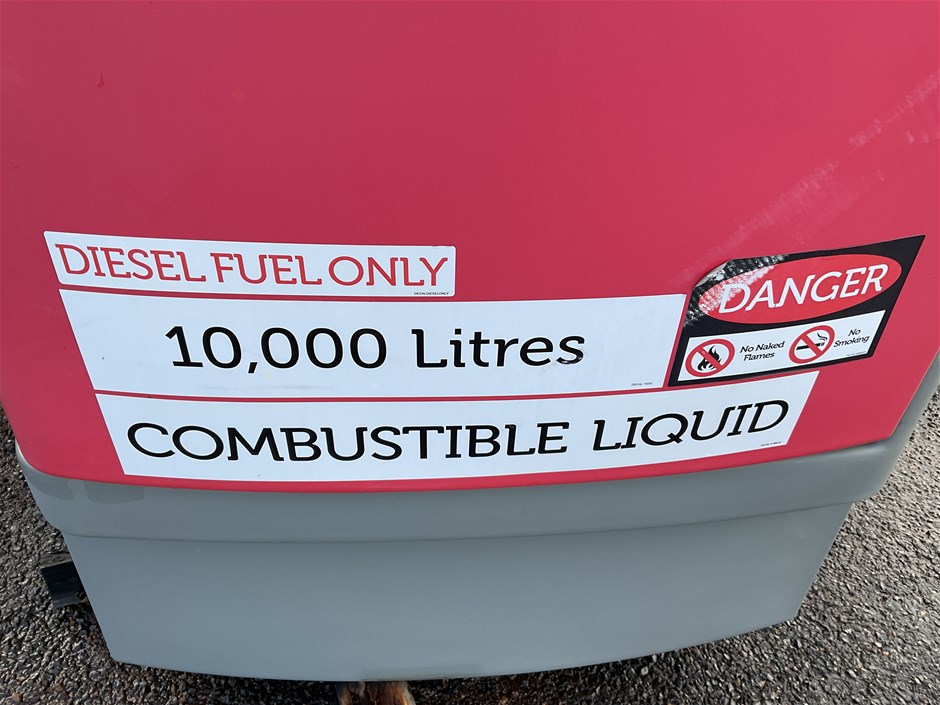 DIESEL FUEL ONLY
10,000 Litres
COMBUSTIBLE LIQUID
DANGER
No Naked
Flames
No
Smoking